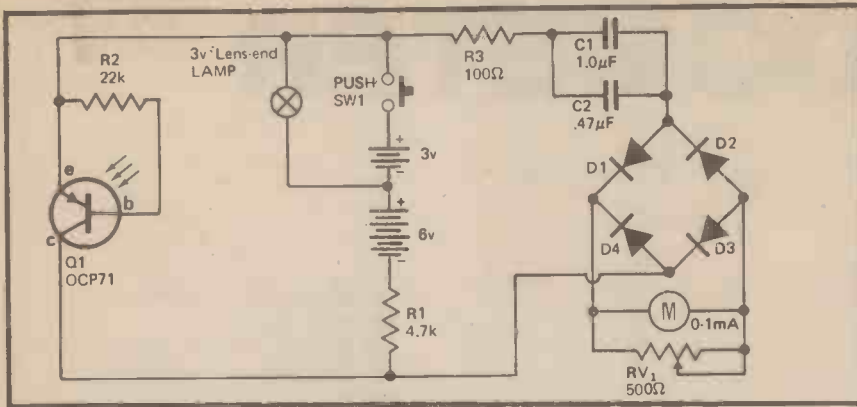 R2
22k
3v Lens-end
LAMP
PUSH
SW1
R3
100Ω
C1
1.0μF
C2
.47μF
+
3v
−
+
6v
−
R1
4.7k
e
b
c
Q1
OCP71
D1
D2
D4
D3
M
0-1mA
RV1
500Ω